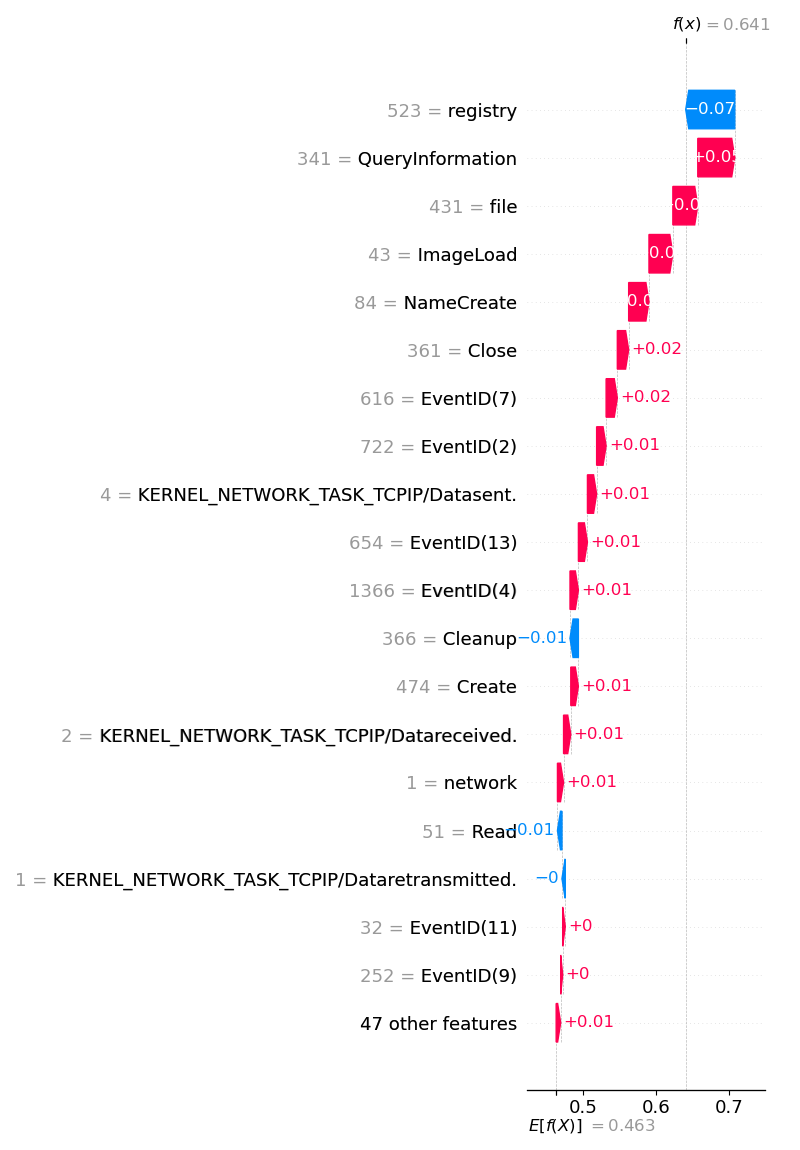 f(x) = 0.641
523 = registry −0.07
341 = QueryInformation +0.05
431 = file
43 = ImageLoad
84 = NameCreate
361 = Close +0.02
616 = EventID(7) +0.02
722 = EventID(2) +0.01
4 = KERNEL_NETWORK_TASK_TCPIP/Datasent. +0.01
654 = EventID(13) +0.01
1366 = EventID(4) +0.01
366 = Cleanup −0.01
474 = Create +0.01
2 = KERNEL_NETWORK_TASK_TCPIP/Datareceived. +0.01
1 = network +0.01
51 = Read −0.01
1 = KERNEL_NETWORK_TASK_TCPIP/Dataretransmitted. −0
32 = EventID(11) +0
252 = EventID(9) +0
47 other features +0.01
0.5 0.6 0.7
E[f(X)] = 0.463